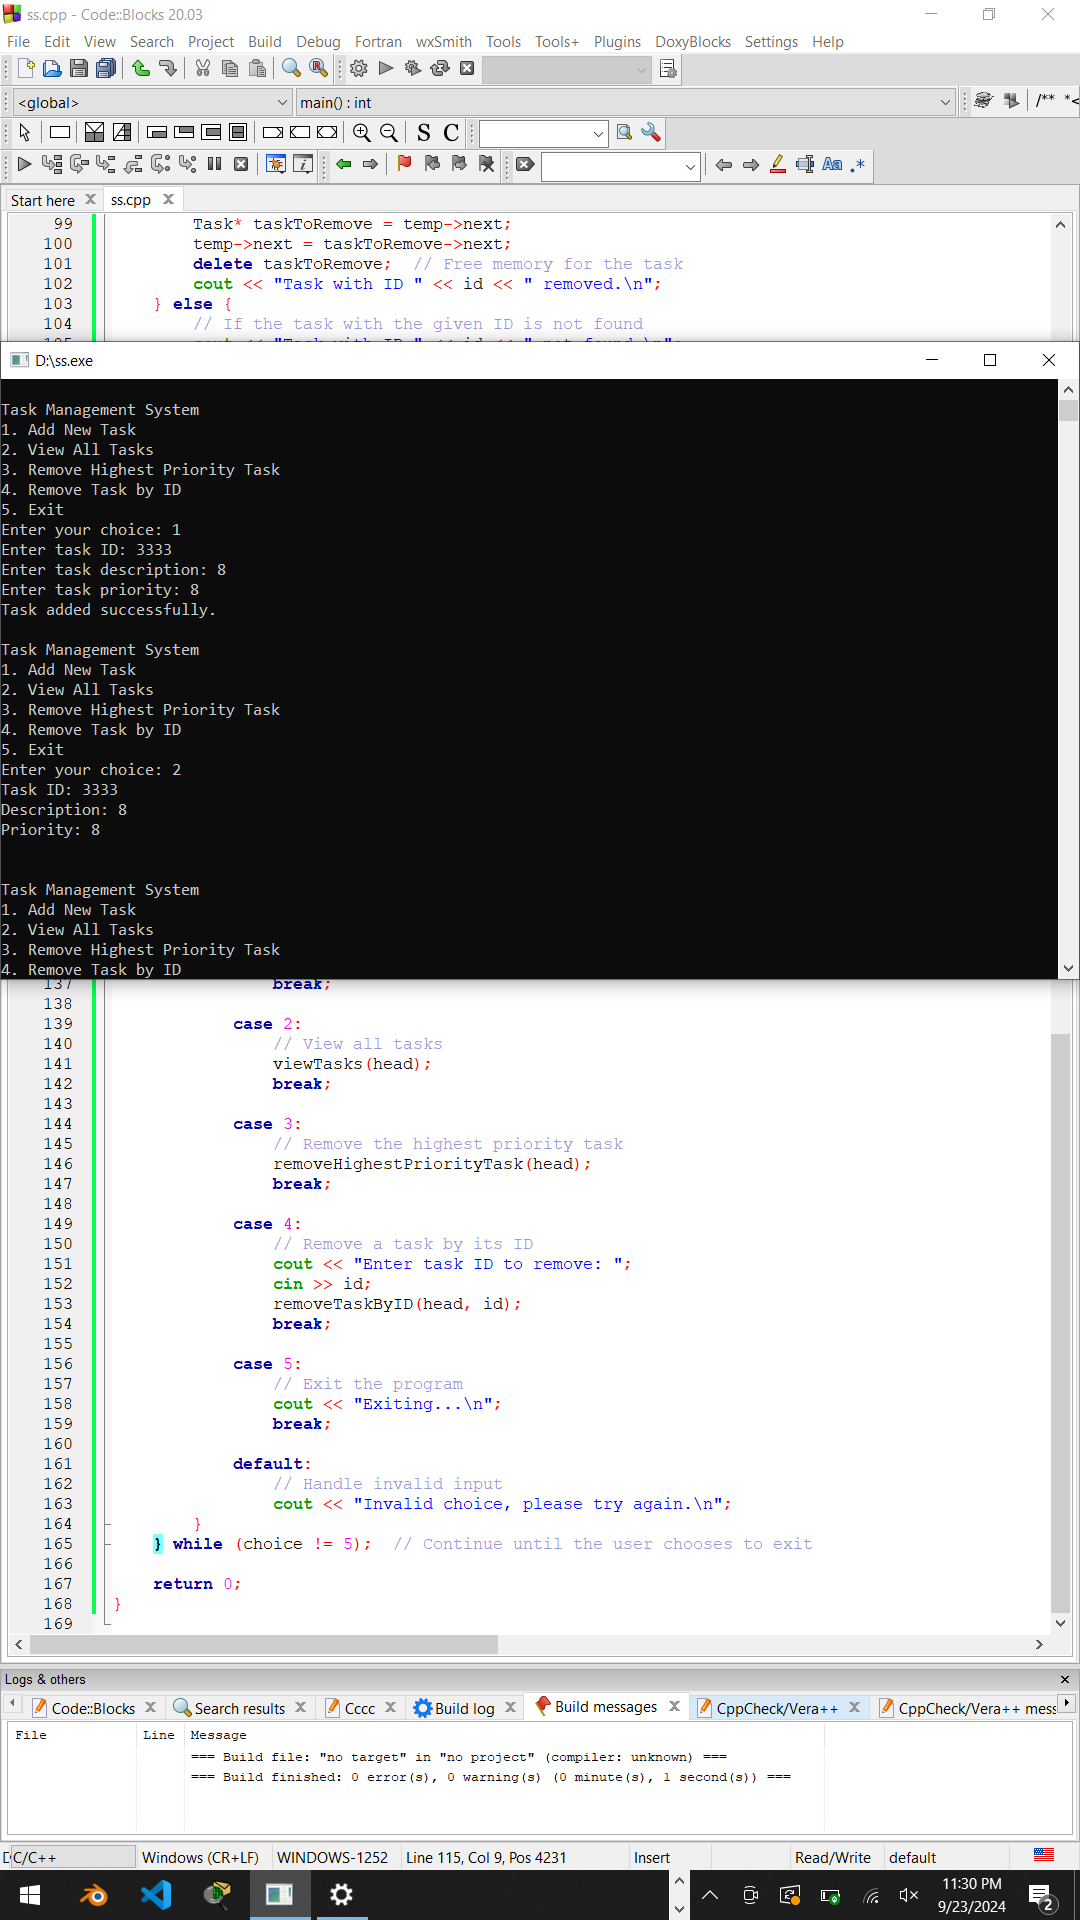 ss.cpp - Code::Blocks 20.03
File Edit View Search Project Build Debug Fortran wxSmith Tools Tools+ Plugins DoxyBlocks Settings Help
<global> main() : int /** *<
S C
Aa .*
Start here ss.cpp
99 Task* taskToRemove = temp->next;
100 temp->next = taskToRemove->next;
101 delete taskToRemove;  // Free memory for the task
102 cout << "Task with ID " << id << " removed.\n";
103 } else {
104 // If the task with the given ID is not found
D:\ss.exe
Task Management System
1. Add New Task
2. View All Tasks
3. Remove Highest Priority Task
4. Remove Task by ID
5. Exit
Enter your choice: 1
Enter task ID: 3333
Enter task description: 8
Enter task priority: 8
Task added successfully.
Task Management System
1. Add New Task
2. View All Tasks
3. Remove Highest Priority Task
4. Remove Task by ID
5. Exit
Enter your choice: 2
Task ID: 3333
Description: 8
Priority: 8
Task Management System
1. Add New Task
2. View All Tasks
3. Remove Highest Priority Task
4. Remove Task by ID
137 break;
138
139 case 2:
140 // View all tasks
141 viewTasks(head);
142 break;
143
144 case 3:
145 // Remove the highest priority task
146 removeHighestPriorityTask(head);
147 break;
148
149 case 4:
150 // Remove a task by its ID
151 cout << "Enter task ID to remove: ";
152 cin >> id;
153 removeTaskByID(head, id);
154 break;
155
156 case 5:
157 // Exit the program
158 cout << "Exiting...\n";
159 break;
160
161 default:
162 // Handle invalid input
163 cout << "Invalid choice, please try again.\n";
164 }
165 } while (choice != 5);  // Continue until the user chooses to exit
166
167 return 0;
168 }
169
Logs & others
Code::Blocks Search results Cccc Build log Build messages CppCheck/Vera++ CppCheck/Vera++ mess
File Line Message
=== Build file: "no target" in "no project" (compiler: unknown) ===
=== Build finished: 0 error(s), 0 warning(s) (0 minute(s), 1 second(s)) ===
C/C++ Windows (CR+LF) WINDOWS-1252 Line 115, Col 9, Pos 4231 Insert Read/Write default
11:30 PM
9/23/2024
2